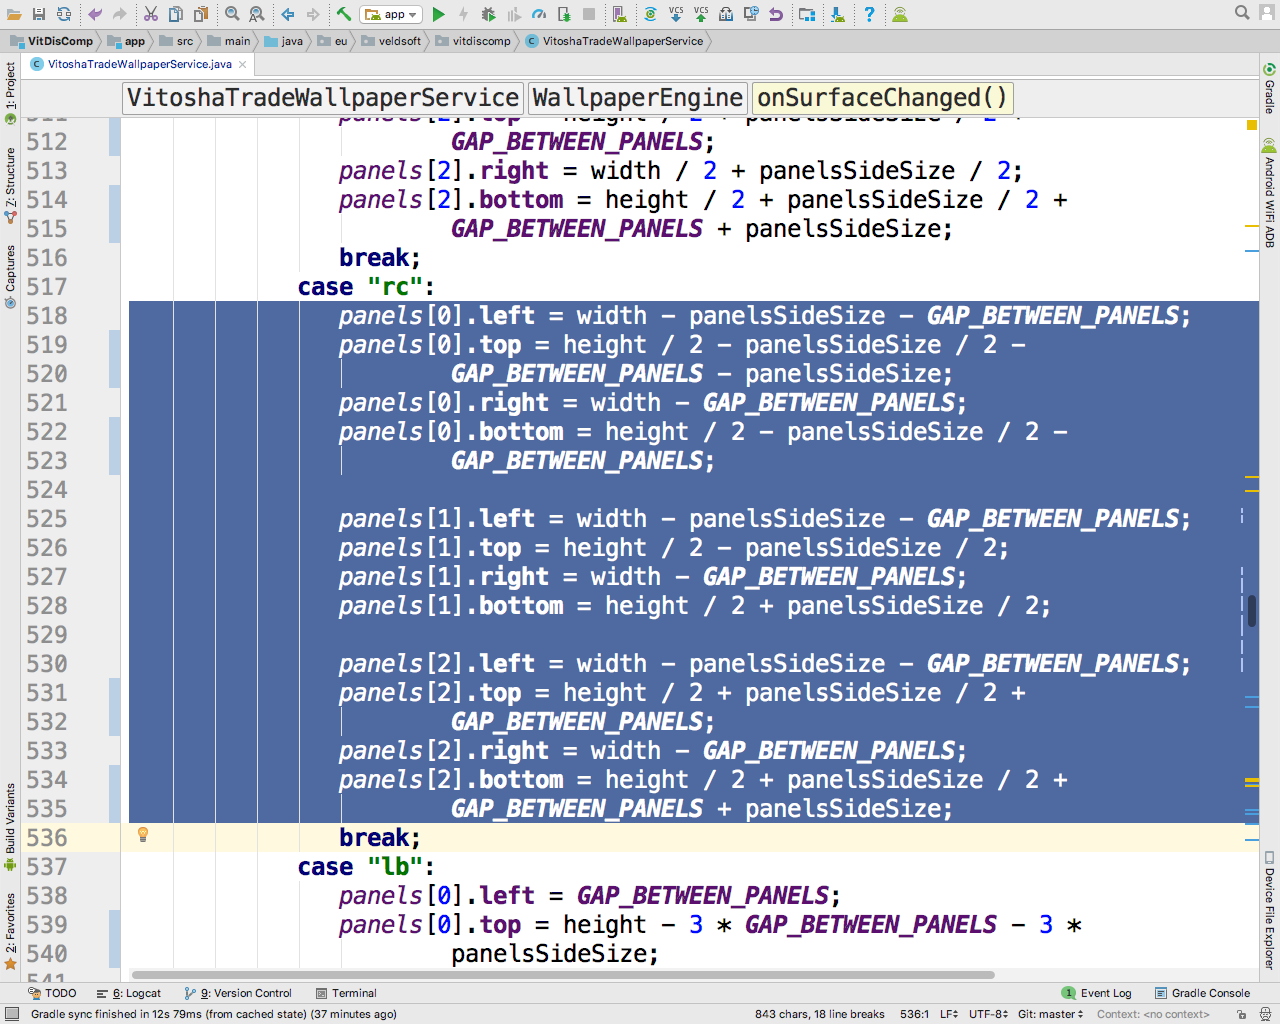 app
VitDisComp app src main java eu veldsoft vitdiscomp VitoshaTradeWallpaperService
VitoshaTradeWallpaperService.java
VitoshaTradeWallpaperService WallpaperEngine onSurfaceChanged()
511 panels[2].top = height / 2 + panelsSideSize / 2 +
512 GAP_BETWEEN_PANELS;
513 panels[2].right = width / 2 + panelsSideSize / 2;
514 panels[2].bottom = height / 2 + panelsSideSize / 2 +
515 GAP_BETWEEN_PANELS + panelsSideSize;
516 break;
517 case "rc":
518 panels[0].left = width - panelsSideSize - GAP_BETWEEN_PANELS;
519 panels[0].top = height / 2 - panelsSideSize / 2 -
520 GAP_BETWEEN_PANELS - panelsSideSize;
521 panels[0].right = width - GAP_BETWEEN_PANELS;
522 panels[0].bottom = height / 2 - panelsSideSize / 2 -
523 GAP_BETWEEN_PANELS;
524
525 panels[1].left = width - panelsSideSize - GAP_BETWEEN_PANELS;
526 panels[1].top = height / 2 - panelsSideSize / 2;
527 panels[1].right = width - GAP_BETWEEN_PANELS;
528 panels[1].bottom = height / 2 + panelsSideSize / 2;
529
530 panels[2].left = width - panelsSideSize - GAP_BETWEEN_PANELS;
531 panels[2].top = height / 2 + panelsSideSize / 2 +
532 GAP_BETWEEN_PANELS;
533 panels[2].right = width - GAP_BETWEEN_PANELS;
534 panels[2].bottom = height / 2 + panelsSideSize / 2 +
535 GAP_BETWEEN_PANELS + panelsSideSize;
536 break;
537 case "lb":
538 panels[0].left = GAP_BETWEEN_PANELS;
539 panels[0].top = height - 3 * GAP_BETWEEN_PANELS - 3 *
540 panelsSideSize;
541
1: Project
7: Structure
Captures
Build Variants
2: Favorites
Gradle
Android WiFi ADB
Device File Explorer
TODO 6: Logcat 9: Version Control Terminal 1 Event Log Gradle Console
Gradle sync finished in 12s 79ms (from cached state) (37 minutes ago) 843 chars, 18 line breaks 536:1 LF UTF-8 Git: master Context: <no context>
VCS VCS